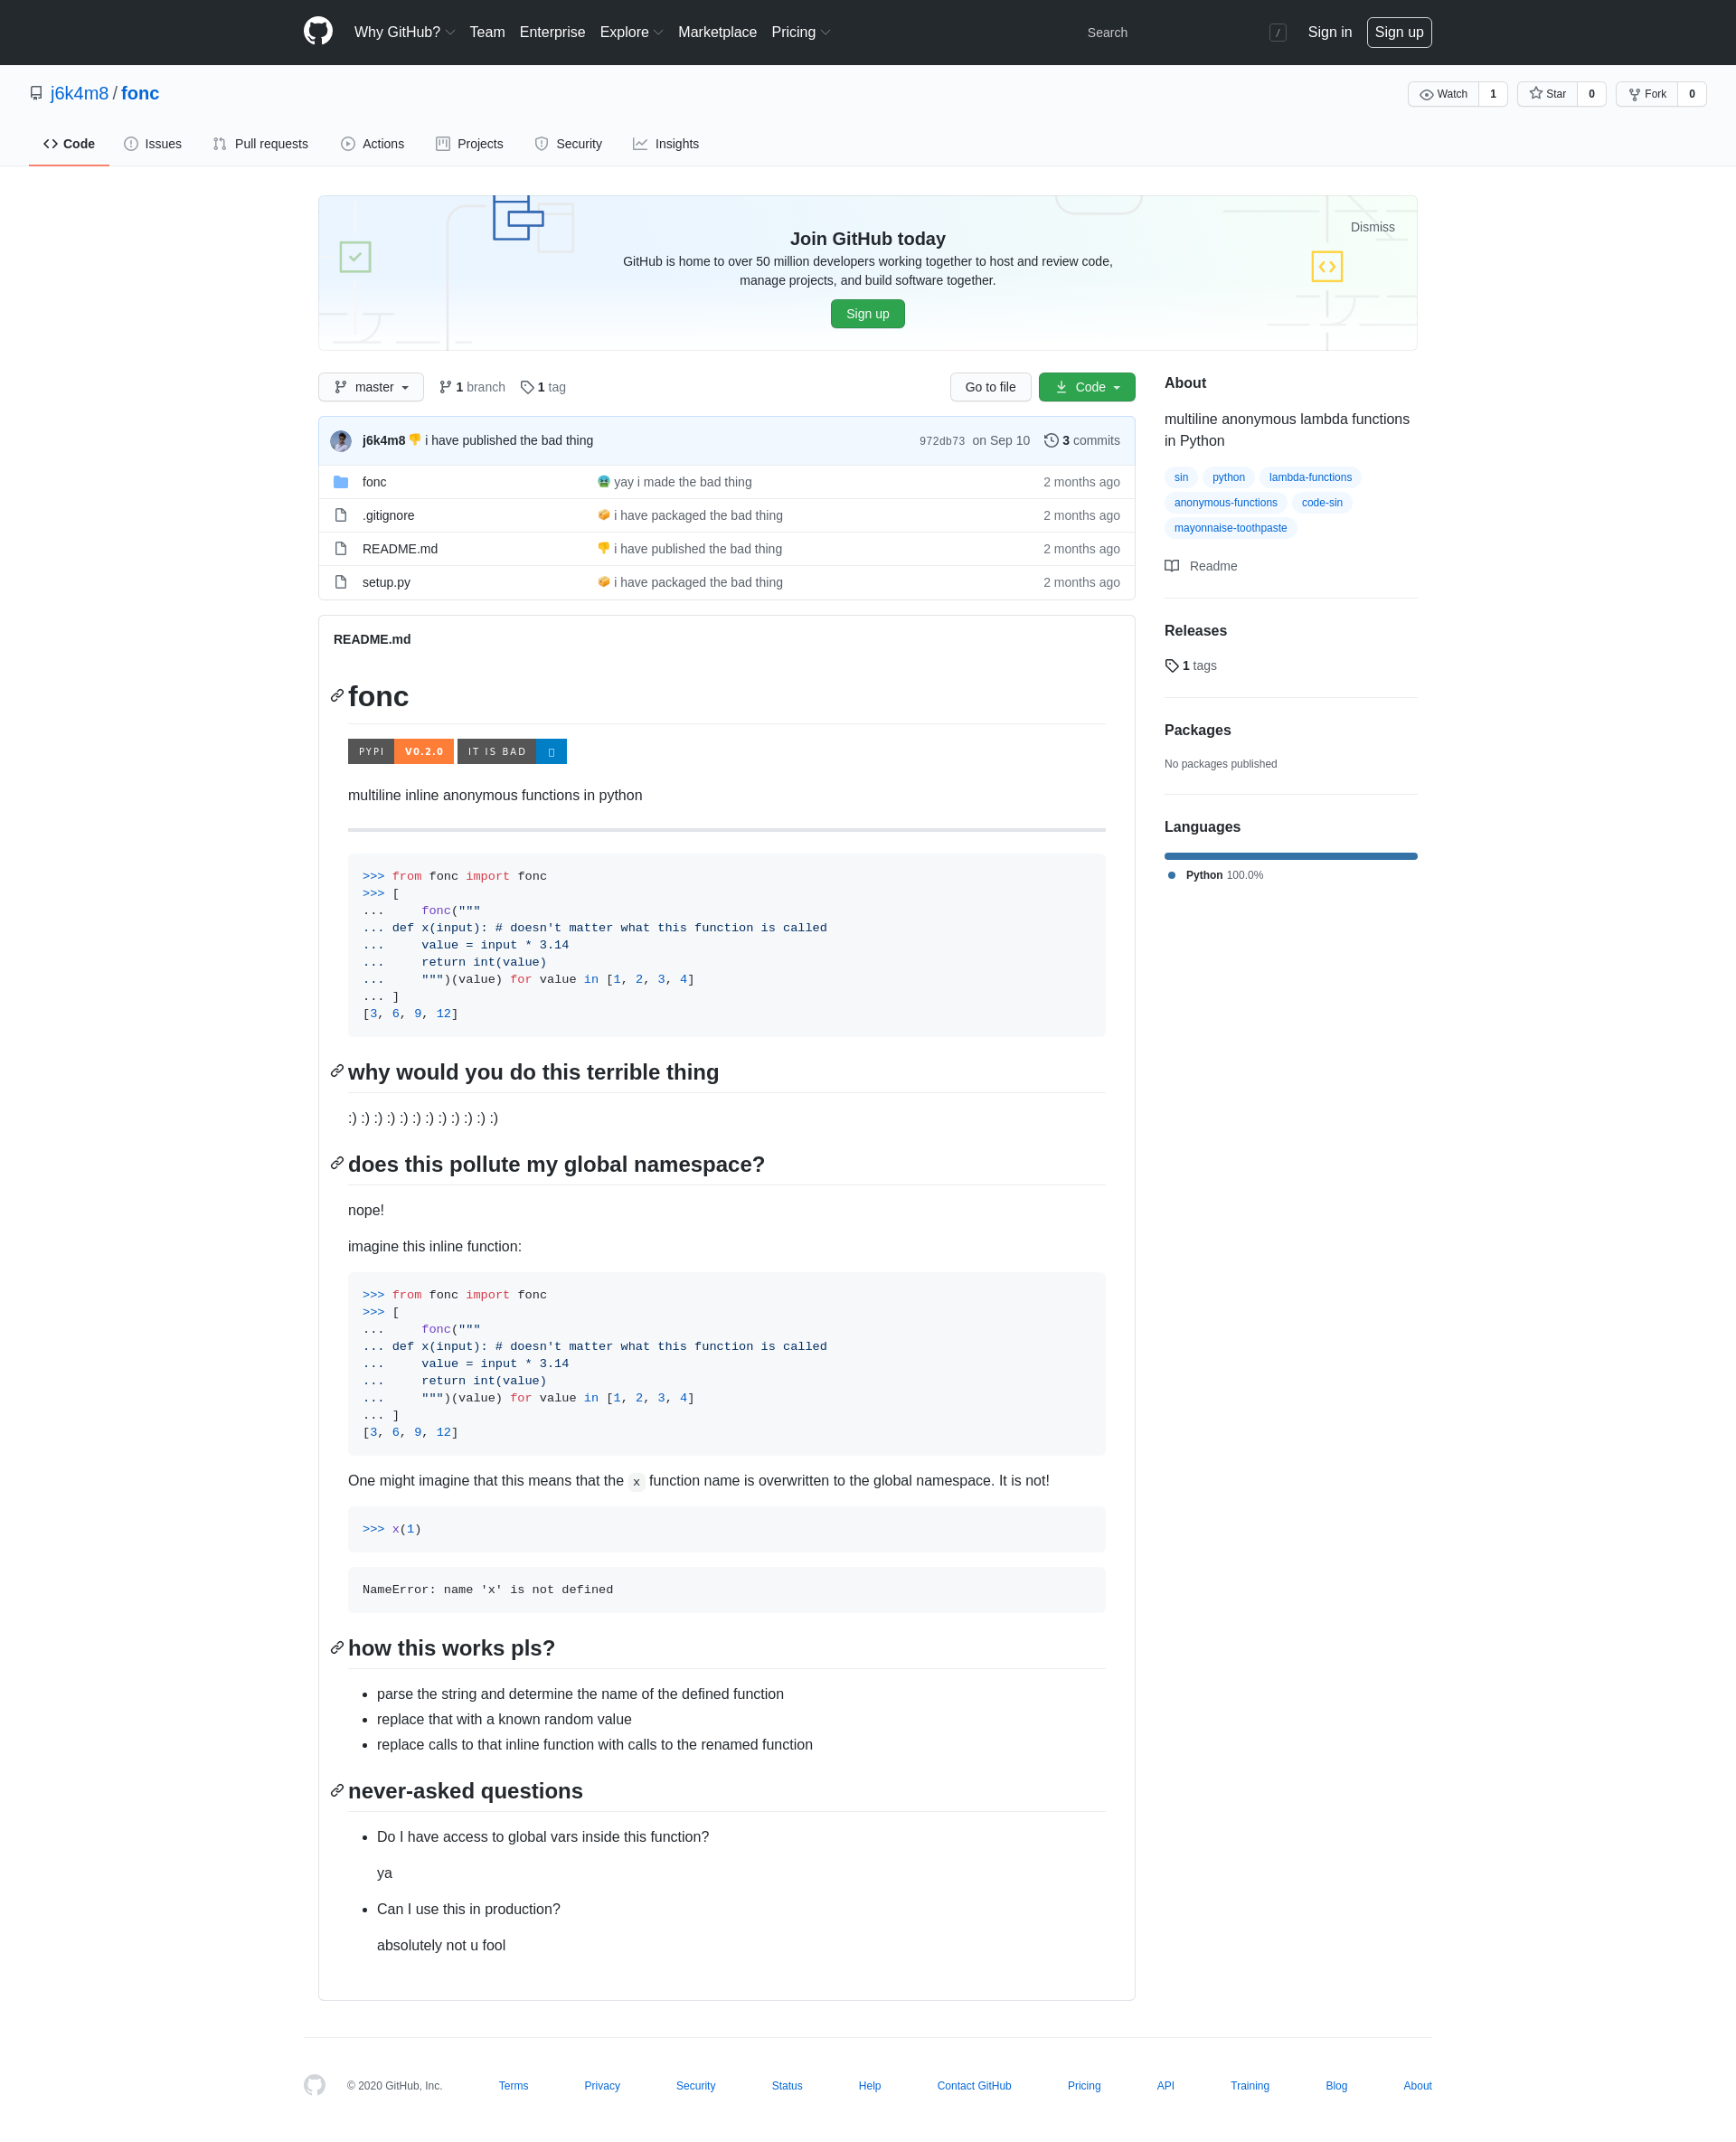 Why GitHub? Team Enterprise Explore Marketplace Pricing Search / Sign in Sign up
j6k4m8 / fonc Watch 1 Star 0 Fork 0
Code Issues Pull requests Actions Projects Security Insights
Dismiss
Join GitHub today
GitHub is home to over 50 million developers working together to host and review code,
manage projects, and build software together.
Sign up
master 1 branch 1 tag Go to file Code
j6k4m8 👎 i have published the bad thing 972db73 on Sep 10 3 commits
fonc yay i made the bad thing 2 months ago
.gitignore 📦 i have packaged the bad thing 2 months ago
README.md 👎 i have published the bad thing 2 months ago
setup.py 📦 i have packaged the bad thing 2 months ago
README.md
fonc
PYPI V0.2.0 IT IS BAD
multiline inline anonymous functions in python
>>> from fonc import fonc
>>> [
...     fonc("""
... def x(input): # doesn't matter what this function is called
...     value = input * 3.14
...     return int(value)
...     """)(value) for value in [1, 2, 3, 4]
... ]
[3, 6, 9, 12]
why would you do this terrible thing
:) :) :) :) :) :) :) :) :) :) :) :)
does this pollute my global namespace?
nope!
imagine this inline function:
>>> from fonc import fonc
>>> [
...     fonc("""
... def x(input): # doesn't matter what this function is called
...     value = input * 3.14
...     return int(value)
...     """)(value) for value in [1, 2, 3, 4]
... ]
[3, 6, 9, 12]
One might imagine that this means that the x function name is overwritten to the global namespace. It is not!
>>> x(1)
NameError: name 'x' is not defined
how this works pls?
• parse the string and determine the name of the defined function
• replace that with a known random value
• replace calls to that inline function with calls to the renamed function
never-asked questions
• Do I have access to global vars inside this function?
ya
• Can I use this in production?
absolutely not u fool
About
multiline anonymous lambda functions
in Python
sin python lambda-functions
anonymous-functions code-sin
mayonnaise-toothpaste
Readme
Releases
1 tags
Packages
No packages published
Languages
Python 100.0%
© 2020 GitHub, Inc. Terms Privacy Security Status Help Contact GitHub Pricing API Training Blog About